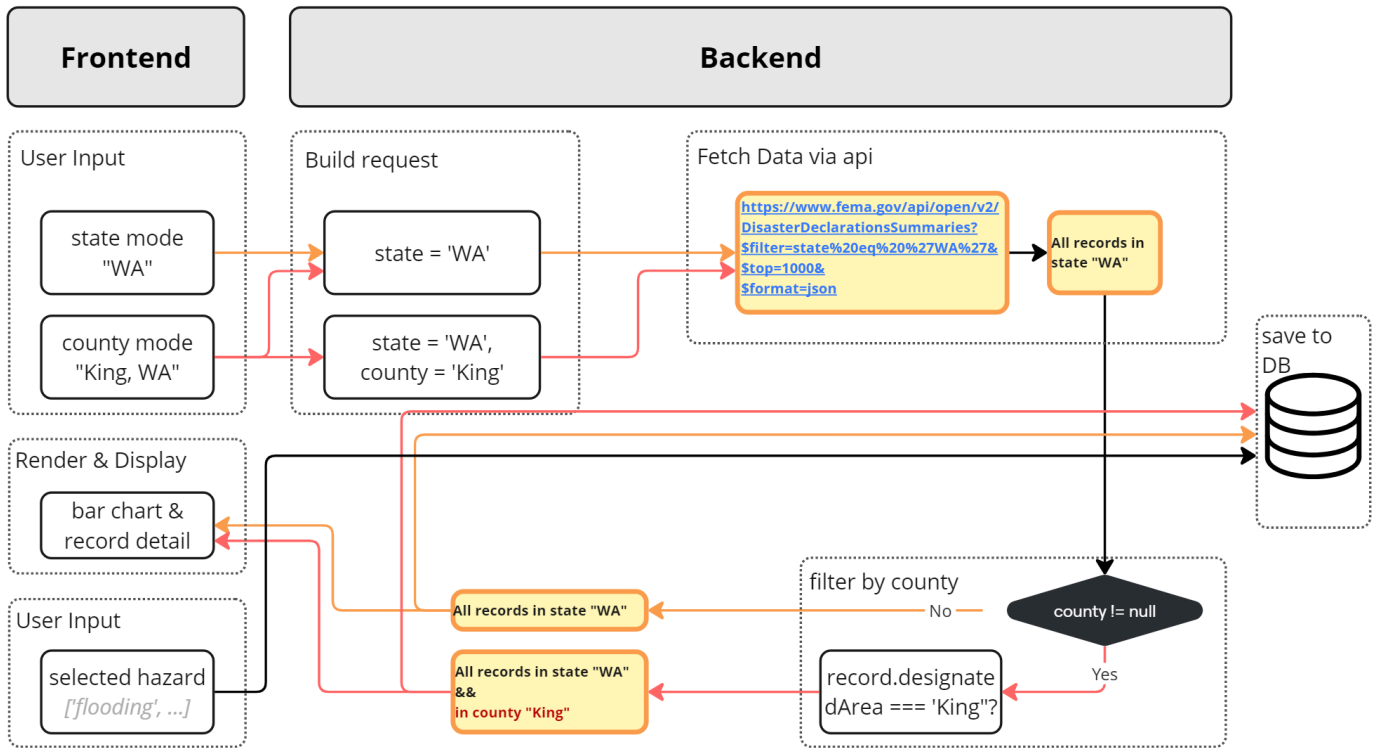 Frontend
Backend
User Input
state mode
"WA"
county mode
"King, WA"
Build request
state = 'WA'
state = 'WA',
county = 'King'
Fetch Data via api
https://www.fema.gov/api/open/v2/
DisasterDeclarationsSummaries?
$filter=state%20eq%20%27WA%27&
$top=1000&
$format=json
All records in
state "WA"
save to
DB
Render & Display
bar chart &
record detail
User Input
selected hazard
['flooding', ...]
All records in state "WA"
All records in state "WA"
&&
in county "King"
filter by county
No
county != null
Yes
record.designate
dArea === 'King"?